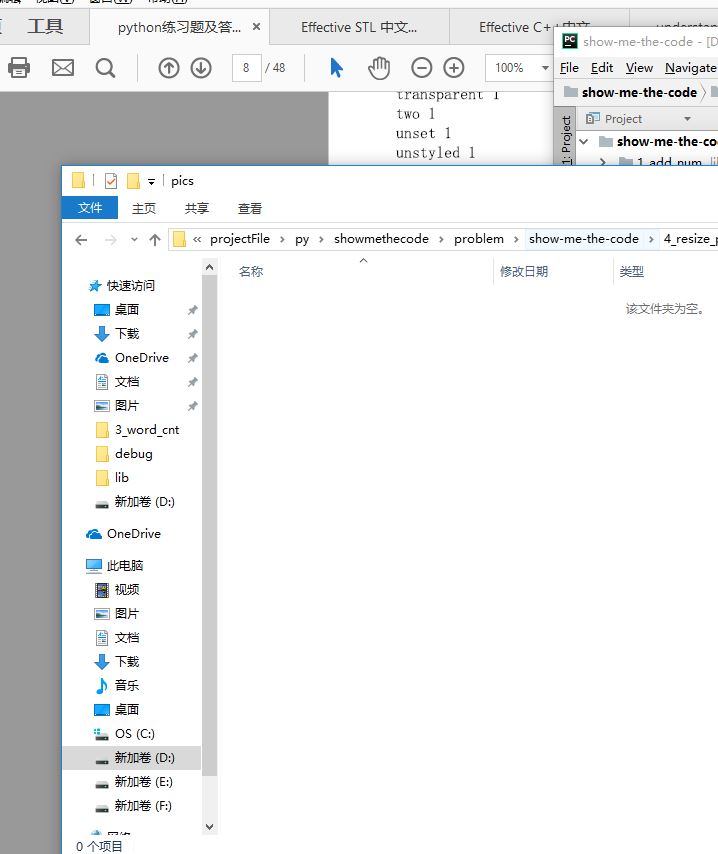 工具
python练习题及答... ×
Effective STL 中文...
Effective C++中文
understan
8 / 48
100%
show-me-the-code - [D
File Edit View Navigate
show-me-the-code
1: Project
Project
show-me-the-co
1_add_num
transparent 1
two 1
unset 1
unstyled 1
pics
文件 主页 共享 查看
« projectFile › py › showmethecode › problem › show-me-the-code › 4_resize_p
名称 修改日期 类型
该文件夹为空。
快速访问
桌面
下载
OneDrive
文档
图片
3_word_cnt
debug
lib
新加卷 (D:)
OneDrive
此电脑
视频
图片
文档
下载
音乐
桌面
OS (C:)
新加卷 (D:)
新加卷 (E:)
新加卷 (F:)
网络
0 个项目